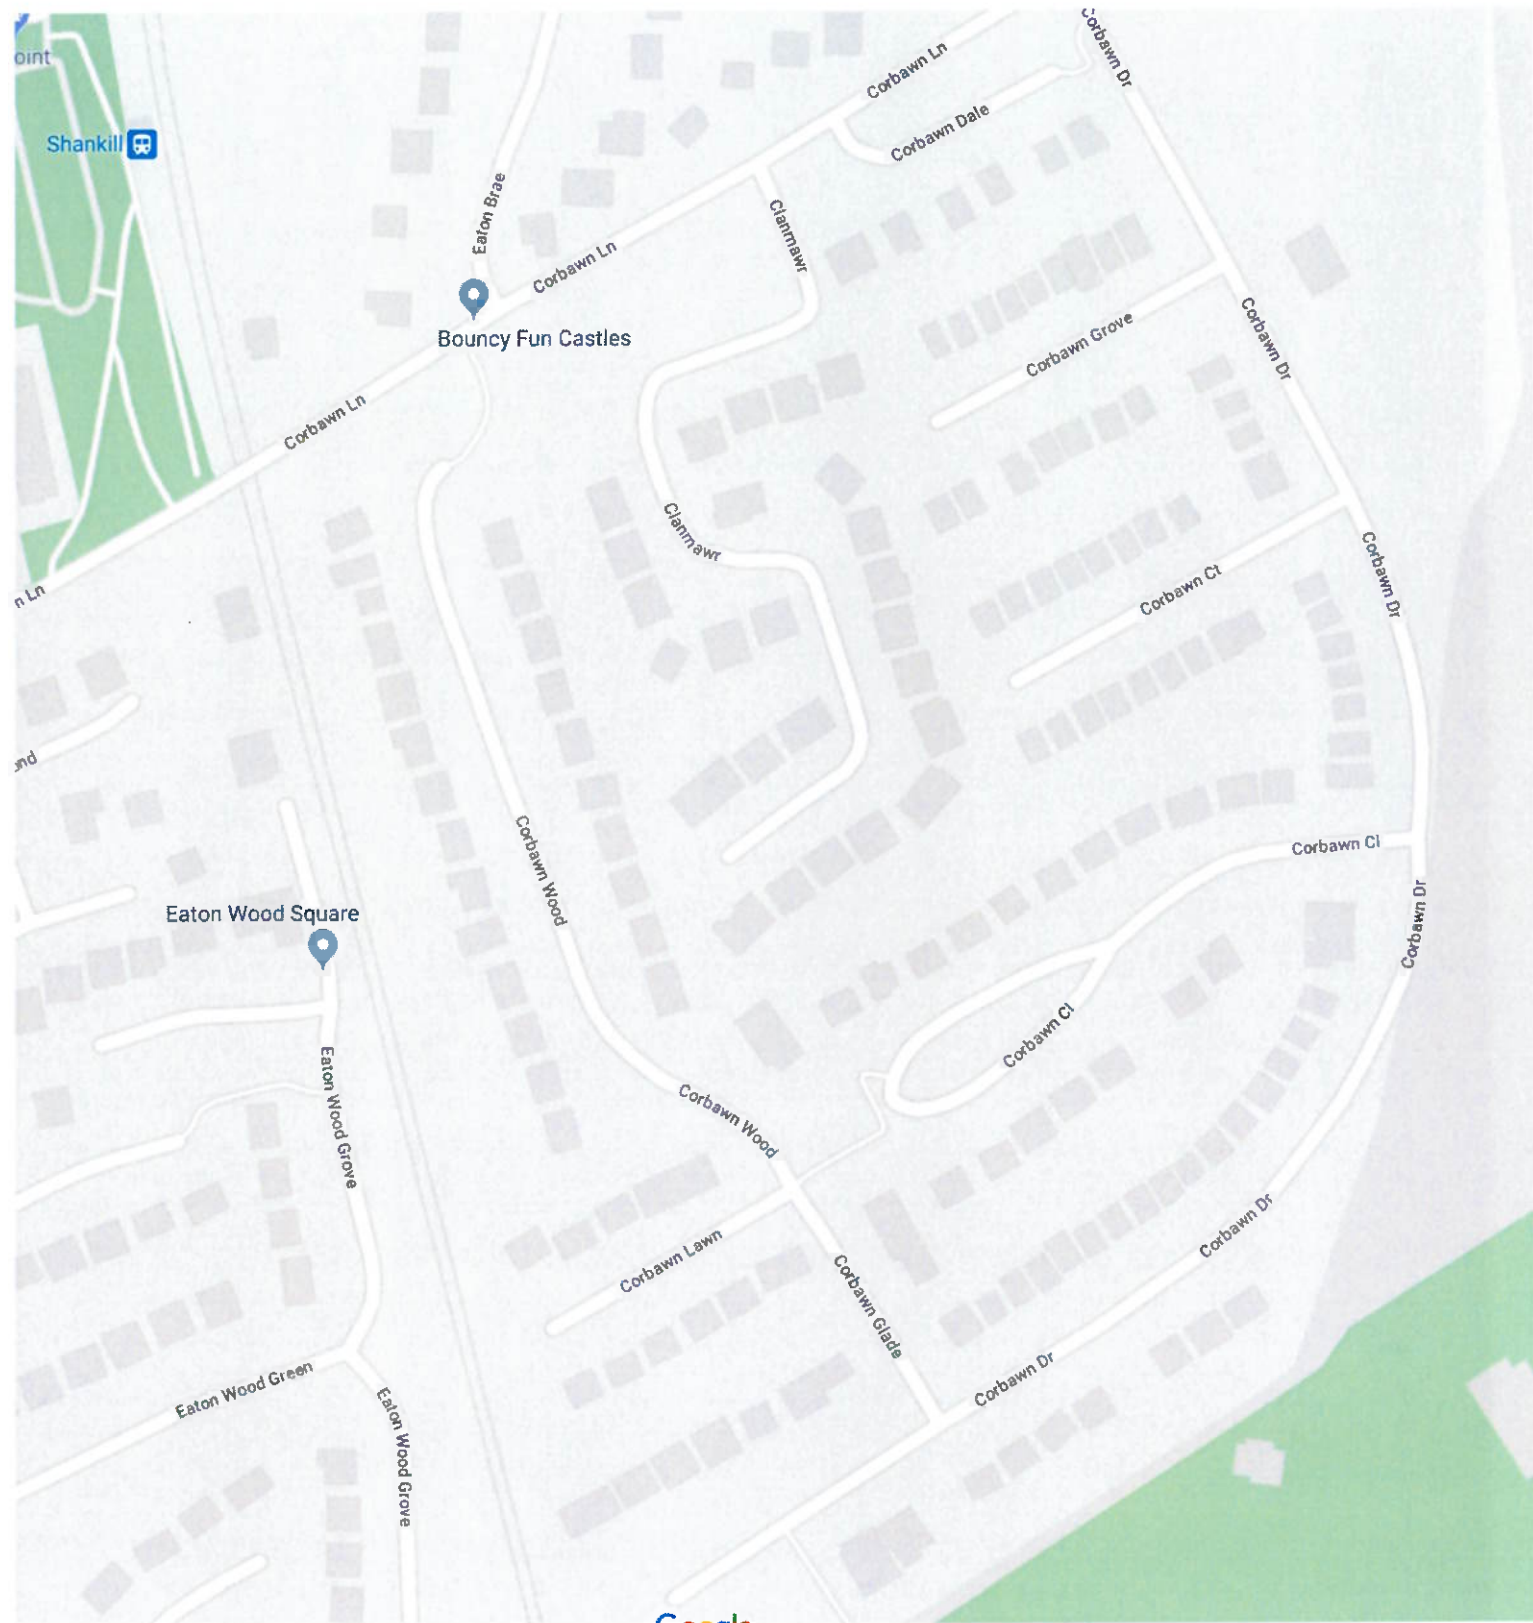 oint
Corbawn Dr
Corbawn Ln
Corbawn Dale
Shankill
Eaton Brae
Clanmawr
Corbawn Ln
Bouncy Fun Castles
Corbawn Grove
Corbawn Dr
Corbawn Ln
Clanmawr
Corbawn Dr
Corbawn Ct
n Ln
Corbawn Wood
Corbawn Cl
Eaton Wood Square
Corbawn Dr
Corbawn Cl
Eaton Wood Grove
Corbawn Wood
Corbawn Lawn
Corbawn Dr
Corbawn Glade
Eaton Wood Green
Corbawn Dr
Eaton Wood Grove
Google